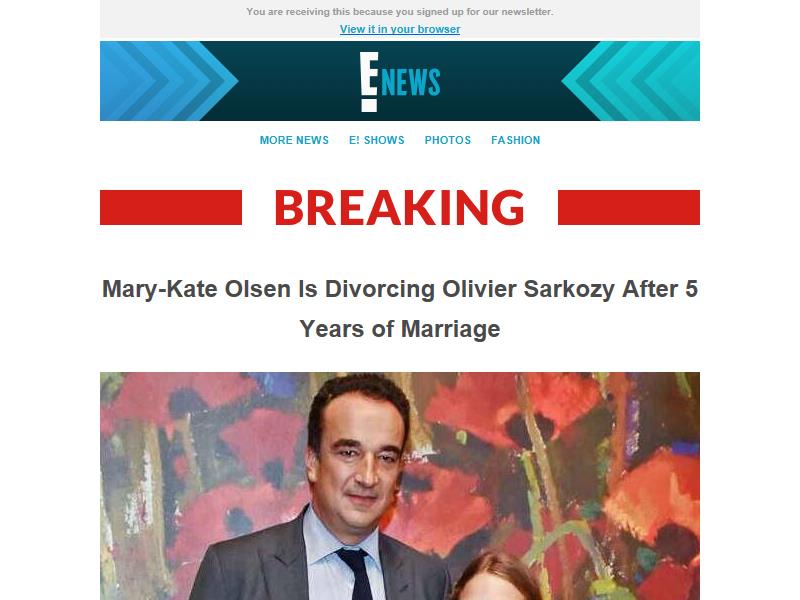 You are receiving this because you signed up for our newsletter.
View it in your browser
E! NEWS
MORE NEWS E! SHOWS PHOTOS FASHION
BREAKING
Mary-Kate Olsen Is Divorcing Olivier Sarkozy After 5
Years of Marriage